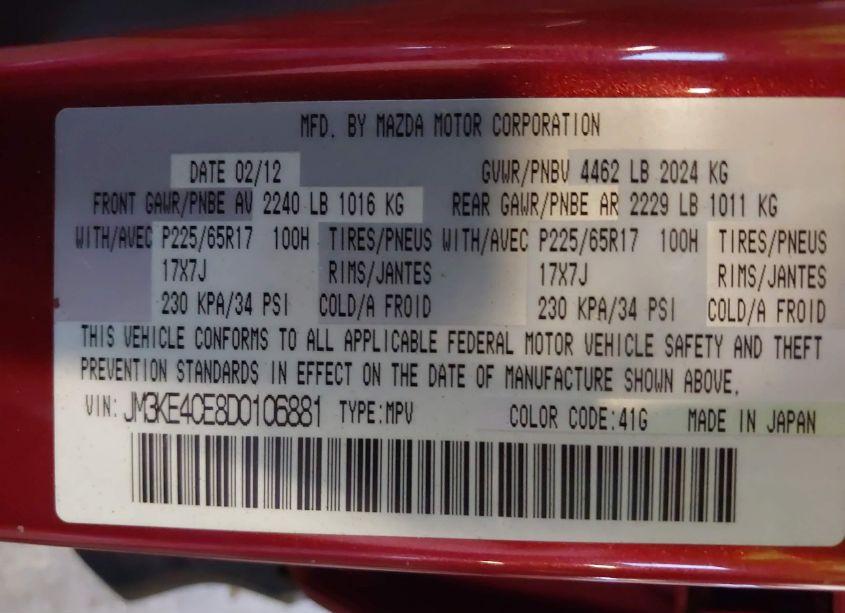 MFD. BY MAZDA MOTOR CORPORATION
DATE 02/12 GVWR/PNBV 4462 LB 2024 KG
FRONT GAWR/PNBE AV 2240 LB 1016 KG REAR GAWR/PNBE AR 2229 LB 1011 KG
WITH/AVEC P225/65R17 100H TIRES/PNEUS WITH/AVEC P225/65R17 100H TIRES/PNEUS
17X7J RIMS/JANTES 17X7J RIMS/JANTES
230 KPA/34 PSI COLD/A FROID 230 KPA/34 PSI COLD/A FROID
THIS VEHICLE CONFORMS TO ALL APPLICABLE FEDERAL MOTOR VEHICLE SAFETY AND THEFT
PREVENTION STANDARDS IN EFFECT ON THE DATE OF MANUFACTURE SHOWN ABOVE.
VIN: JM3KE4CE8D0106881 TYPE:MPV COLOR CODE:41G MADE IN JAPAN